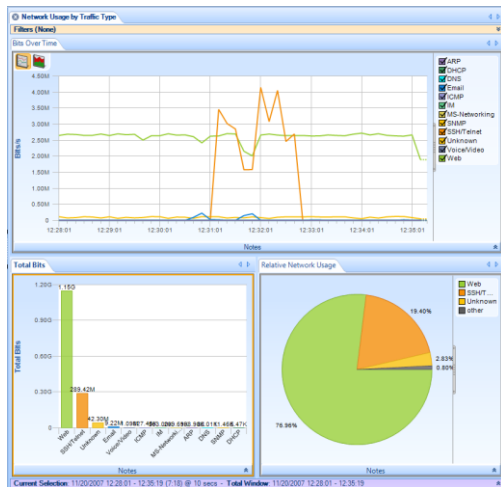 Network Usage by Traffic Type
Filters (None)
Bits Over Time
4.50M
4.00M
3.50M
3.00M
2.50M
2.00M
1.50M
1.00M
0.50M
0
Bits/s
12:28:01 12:29:01 12:30:01 12:31:01 12:32:01 12:33:01 12:34:01 12:35:01
ARP
DHCP
DNS
Email
ICMP
IM
MS-Networking
SNMP
SSH/Telnet
Unknown
Voice/Video
Web
Notes
Total Bits
1.20G
0.90G
0.60G
0.30G
0
Total Bits
1.15G
289.42M
42.30M
Web
SSH/Telnet
Unknown
Email
Voice/Video
ICMP
IM
MS-Networki...
ARP
DNS
SNMP
DHCP
Notes
Relative Network Usage
19.40%
2.83%
0.80%
76.96%
Web
SSH/T...
Unknown
other
Notes
Current Selection: 11/20/2007 12:28:01 - 12:35:19 (7:18) @ 10 secs - Total Window: 11/20/2007 12:28:01 - 12:35:19